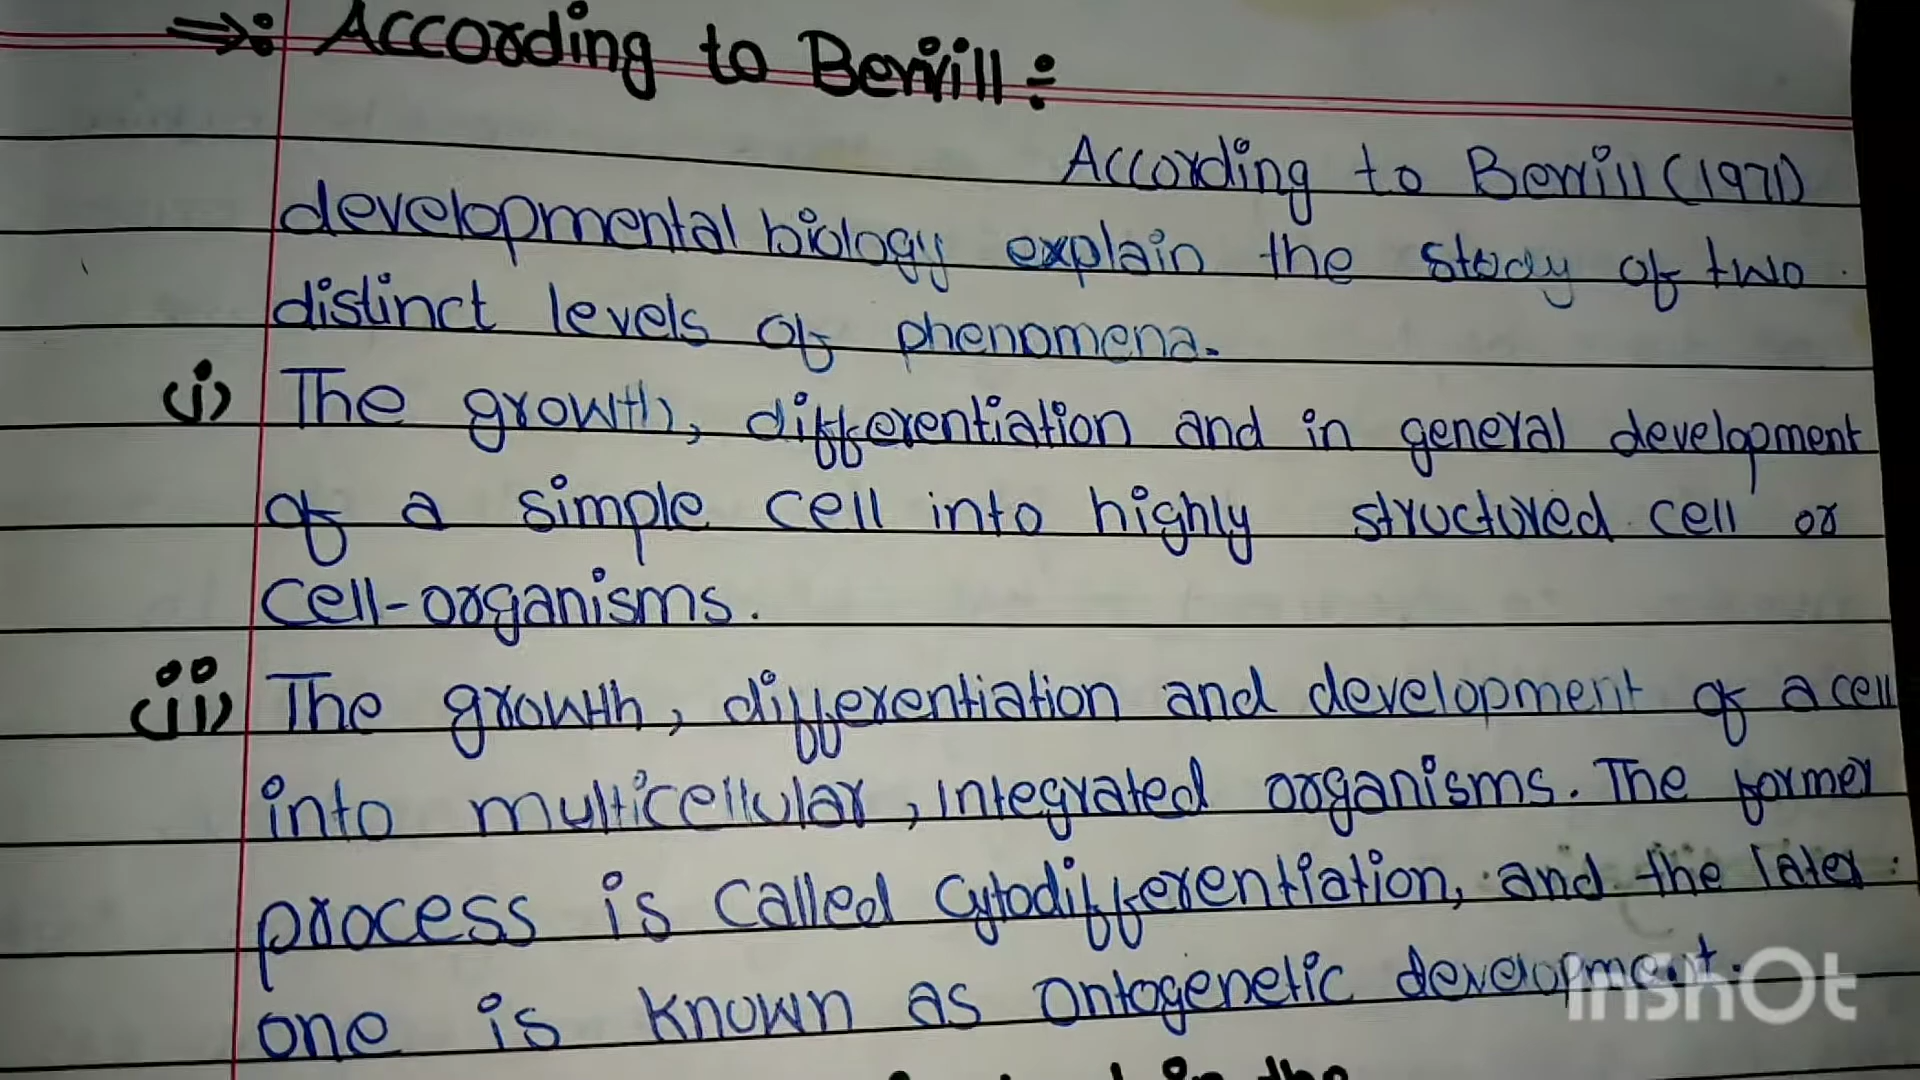 ⇒: According to Berrill :-
According to Berrill (1971)
developmental biology explain the study of two
distinct levels of phenomena.
(i) The growth, differentiation and in general development
of a simple cell into highly structured cell or
cell-organisms.
(ii) The growth, differentiation and development of a cell
into multicellular, integrated organisms. The former
process is called Cytodifferentiation, and the later
one is known as Ontogenetic development.
InShOt
in the